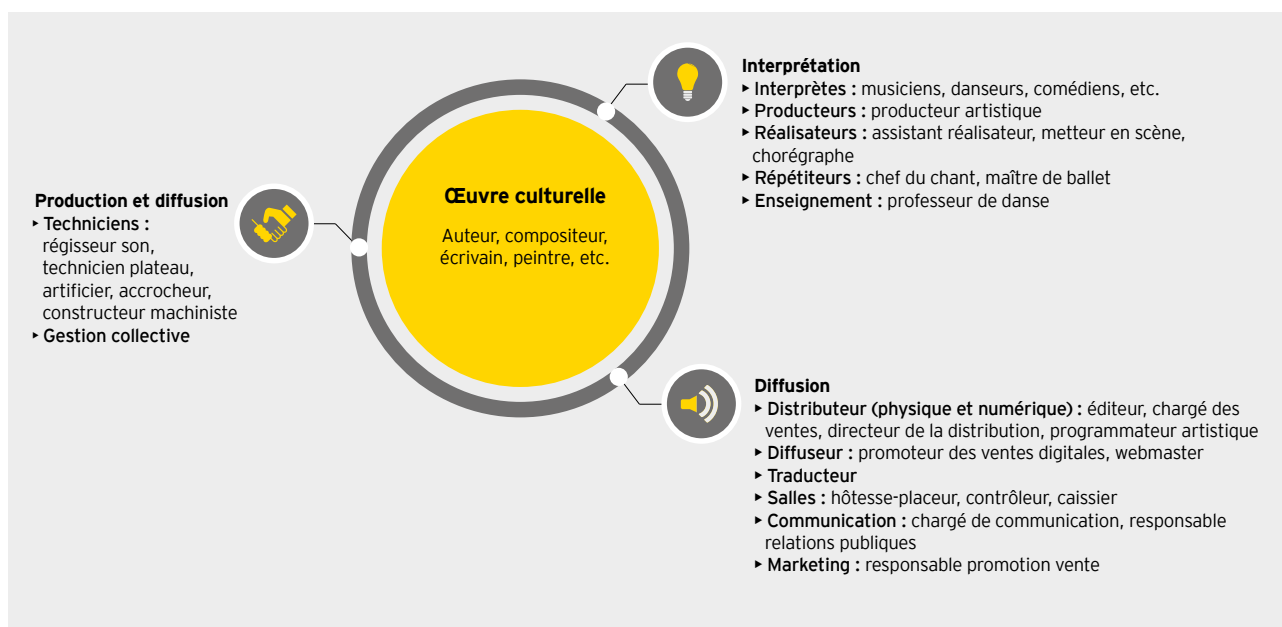 Interprétation
‣ Interprètes : musiciens, danseurs, comédiens, etc.
‣ Producteurs : producteur artistique
‣ Réalisateurs : assistant réalisateur, metteur en scène,
chorégraphe
‣ Répétiteurs : chef du chant, maître de ballet
‣ Enseignement : professeur de danse
Œuvre culturelle
Auteur, compositeur,
écrivain, peintre, etc.
Production et diffusion
‣ Techniciens :
régisseur son,
technicien plateau,
artificier, accrocheur,
constructeur machiniste
‣ Gestion collective
Diffusion
‣ Distributeur (physique et numérique) : éditeur, chargé des
ventes, directeur de la distribution, programmateur artistique
‣ Diffuseur : promoteur des ventes digitales, webmaster
‣ Traducteur
‣ Salles : hôtesse-placeur, contrôleur, caissier
‣ Communication : chargé de communication, responsable
relations publiques
‣ Marketing : responsable promotion vente